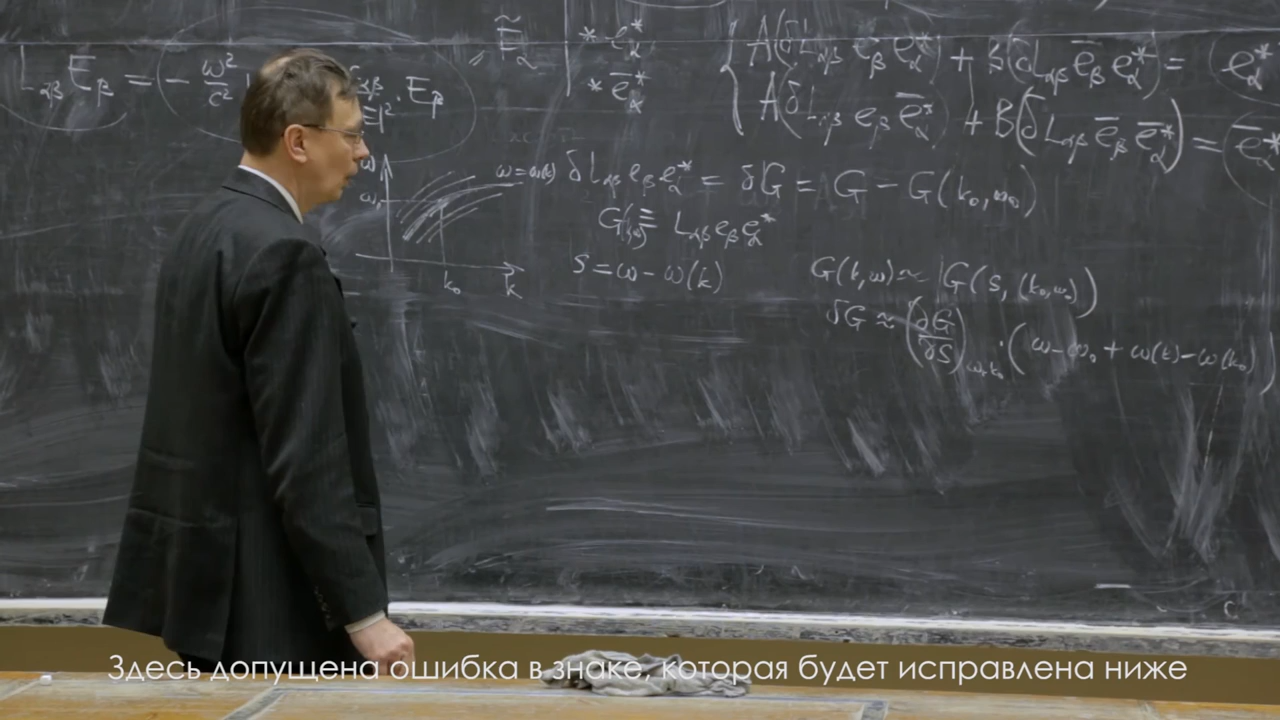 L_{αβ} Ē_β = (− ω²/c² · E_β
Ẽ_α
* e_α*
* ē_α*
{ A(δL_{αβ} e_β e_α*) + B(δL_{αβ} ē_β e_α*) = e_α*
A(δL_{αβ} e_β ē_α*) + B(δL_{αβ} ē_β ē_α*) = ē_α*
ω
ω₀
k₀
k
ω=ω(k) δL_{αβ} e_β e_α* = δG = G − G(k₀,ω₀)
G ≡ L_{αβ} e_β e_α*
S = ω − ω(k)
G(k,ω) ≈ G(S, (k₀,ω₀))
δG ≈ (∂G/∂S)_{ω₀k₀} · (ω − ω₀ + ω(k) − ω(k₀))
Здесь допущена ошибка в знаке, которая будет исправлена ниже